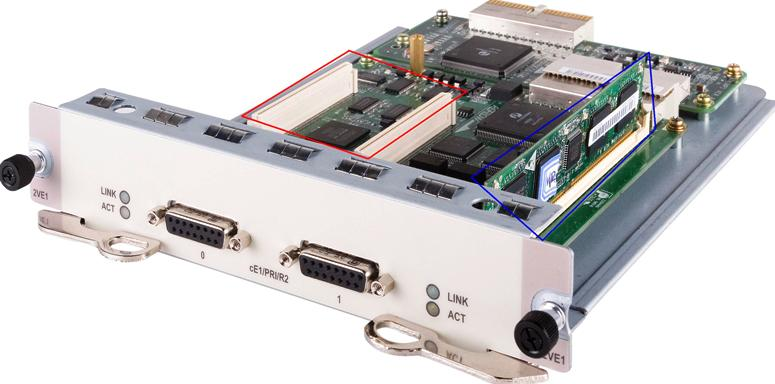 LINK
ACT
2VE1
0
cE1/PRI/R2
1
LINK
ACT
2VE1